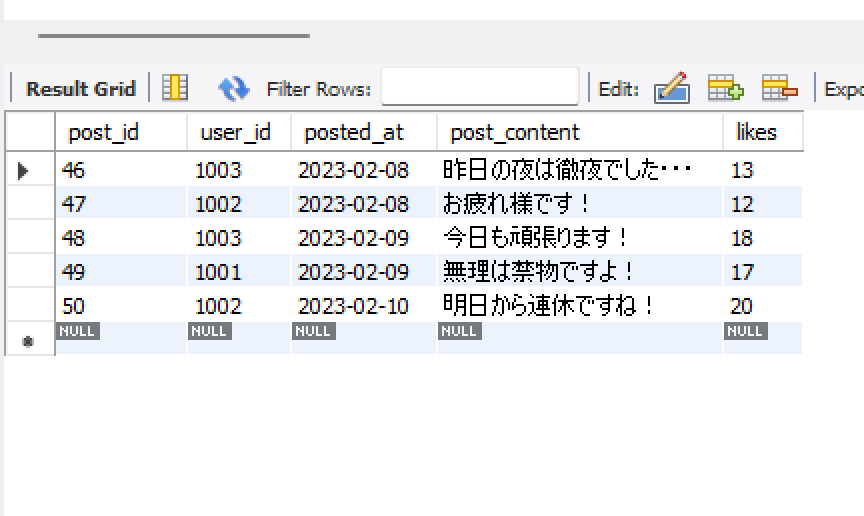 Result Grid Filter Rows: Edit: Expo
post_id user_id posted_at post_content likes
46 1003 2023-02-08 昨日の夜は徹夜でした・・・ 13
47 1002 2023-02-08 お疲れ様です！ 12
48 1003 2023-02-09 今日も頑張ります！ 18
49 1001 2023-02-09 無理は禁物ですよ！ 17
50 1002 2023-02-10 明日から連休ですね！ 20
NULL NULL NULL NULL NULL